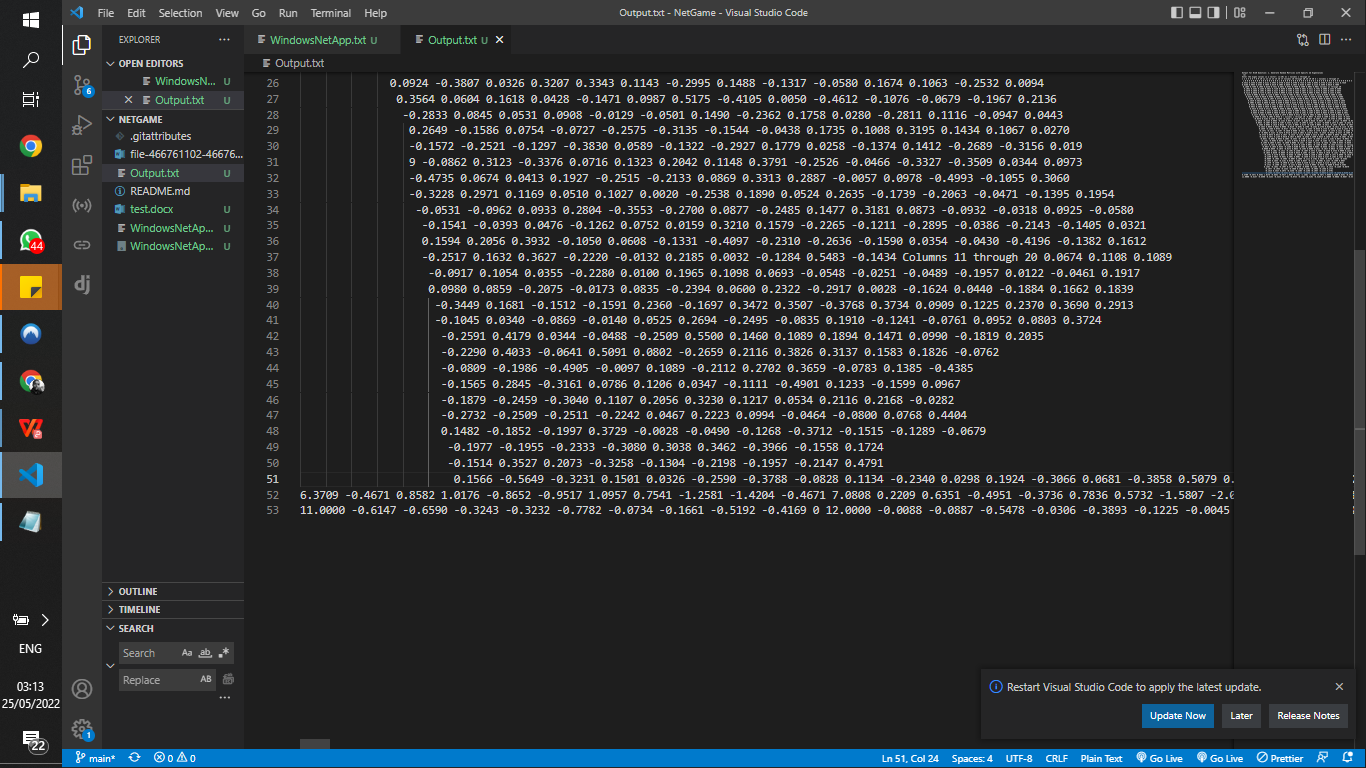 File Edit Selection View Go Run Terminal Help
Output.txt - NetGame - Visual Studio Code
EXPLORER
OPEN EDITORS
WindowsN... U
Output.txt U
NETGAME
.gitattributes
file-466761102-46676...
Output.txt U
README.md
test.docx U
WindowsNetAp... U
WindowsNetAp... U
WindowsNetApp.txt U
Output.txt U
Output.txt
26 0.0924 -0.3807 0.0326 0.3207 0.3343 0.1143 -0.2995 0.1488 -0.1317 -0.0580 0.1674 0.1063 -0.2532 0.0094
27 0.3564 0.0604 0.1618 0.0428 -0.1471 0.0987 0.5175 -0.4105 0.0050 -0.4612 -0.1076 -0.0679 -0.1967 0.2136
28 -0.2833 0.0845 0.0531 0.0908 -0.0129 -0.0501 0.1490 -0.2362 0.1758 0.0280 -0.2811 0.1116 -0.0947 0.0443
29 0.2649 -0.1586 0.0754 -0.0727 -0.2575 -0.3135 -0.1544 -0.0438 0.1735 0.1008 0.3195 0.1434 0.1067 0.0270
30 -0.1572 -0.2521 -0.1297 -0.3830 0.0589 -0.1322 -0.2927 0.1779 0.0258 -0.1374 0.1412 -0.2689 -0.3156 0.019
31 9 -0.0862 0.3123 -0.3376 0.0716 0.1323 0.2042 0.1148 0.3791 -0.2526 -0.0466 -0.3327 -0.3509 0.0344 0.0973
32 -0.4735 0.0674 0.0413 0.1927 -0.2515 -0.2133 0.0869 0.3313 0.2887 -0.0057 0.0978 -0.4993 -0.1055 0.3060
33 -0.3228 0.2971 0.1169 0.0510 0.1027 0.0020 -0.2538 0.1890 0.0524 0.2635 -0.1739 -0.2063 -0.0471 -0.1395 0.1954
34 -0.0531 -0.0962 0.0933 0.2804 -0.3553 -0.2700 0.0877 -0.2485 0.1477 0.3181 0.0873 -0.0932 -0.0318 0.0925 -0.0580
35 -0.1541 -0.0393 0.0476 -0.1262 0.0752 0.0159 0.3210 0.1579 -0.2265 -0.1211 -0.2895 -0.0386 -0.2143 -0.1405 0.0321
36 0.1594 0.2056 0.3932 -0.1050 0.0608 -0.1331 -0.4097 -0.2310 -0.2636 -0.1590 0.0354 -0.0430 -0.4196 -0.1382 0.1612
37 -0.2517 0.1632 0.3627 -0.2220 -0.0132 0.2185 0.0032 -0.1284 0.5483 -0.1434 Columns 11 through 20 0.0674 0.1108 0.1089
38 -0.0917 0.1054 0.0355 -0.2280 0.0100 0.1965 0.1098 0.0693 -0.0548 -0.0251 -0.0489 -0.1957 0.0122 -0.0461 0.1917
39 0.0980 0.0859 -0.2075 -0.0173 0.0835 -0.2394 0.0600 0.2322 -0.2917 0.0028 -0.1624 0.0440 -0.1884 0.1662 0.1839
40 -0.3449 0.1681 -0.1512 -0.1591 0.2360 -0.1697 0.3472 0.3507 -0.3768 0.3734 0.0909 0.1225 0.2370 0.3690 0.2913
41 -0.1045 0.0340 -0.0869 -0.0140 0.0525 0.2694 -0.2495 -0.0835 0.1910 -0.1241 -0.0761 0.0952 0.0803 0.3724
42 -0.2591 0.4179 0.0344 -0.0488 -0.2509 0.5500 0.1460 0.1089 0.1894 0.1471 0.0990 -0.1819 0.2035
43 -0.2290 0.4033 -0.0641 0.5091 0.0802 -0.2659 0.2116 0.3826 0.3137 0.1583 0.1826 -0.0762
44 -0.0809 -0.1986 -0.4905 -0.0097 0.1089 -0.2112 0.2702 0.3659 -0.0783 0.1385 -0.4385
45 -0.1565 0.2845 -0.3161 0.0786 0.1206 0.0347 -0.1111 -0.4901 0.1233 -0.1599 0.0967
46 -0.1879 -0.2459 -0.3040 0.1107 0.2056 0.3230 0.1217 0.0534 0.2116 0.2168 -0.0282
47 -0.2732 -0.2509 -0.2511 -0.2242 0.0467 0.2223 0.0994 -0.0464 -0.0800 0.0768 0.4404
48 0.1482 -0.1852 -0.1997 0.3729 -0.0028 -0.0490 -0.1268 -0.3712 -0.1515 -0.1289 -0.0679
49 -0.1977 -0.1955 -0.2333 -0.3080 0.3038 0.3462 -0.3966 -0.1558 0.1724
50 -0.1514 0.3527 0.2073 -0.3258 -0.1304 -0.2198 -0.1957 -0.2147 0.4791
51 0.1566 -0.5649 -0.3231 0.1501 0.0326 -0.2590 -0.3788 -0.0828 0.1134 -0.2340 0.0298 0.1924 -0.3066 0.0681 -0.3858 0.5079 0.
52 6.3709 -0.4671 0.8582 1.0176 -0.8652 -0.9517 1.0957 0.7541 -1.2581 -1.4204 -0.4671 7.0808 0.2209 0.6351 -0.4951 -0.3736 0.7836 0.5732 -1.5807 -2.0
53 11.0000 -0.6147 -0.6590 -0.3243 -0.3232 -0.7782 -0.0734 -0.1661 -0.5192 -0.4169 0 12.0000 -0.0088 -0.0887 -0.5478 -0.0306 -0.3893 -0.1225 -0.0045
OUTLINE
TIMELINE
SEARCH
Search Aa ab
Replace AB
6
1
44
ENG
03:13
25/05/2022
22
Restart Visual Studio Code to apply the latest update.
Update Now Later Release Notes
main* 0 0 Ln 51, Col 24 Spaces: 4 UTF-8 CRLF Plain Text Go Live Go Live Prettier
dj